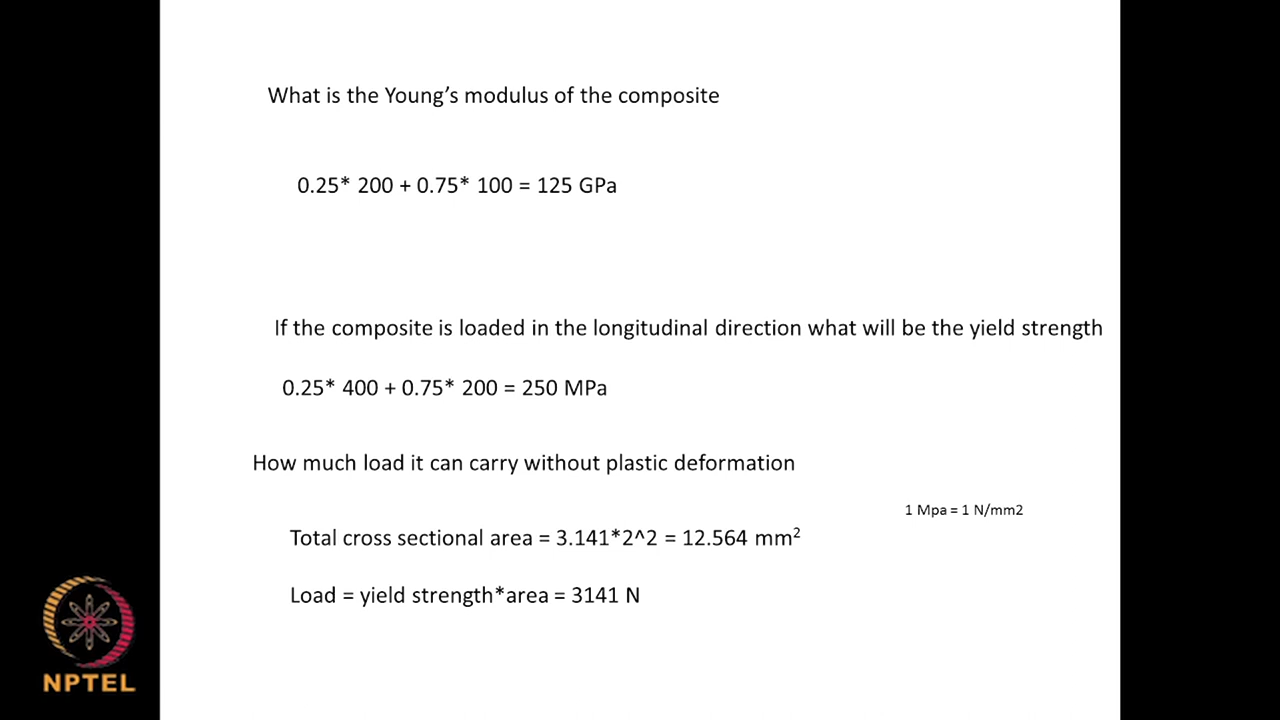 What is the Young’s modulus of the composite
0.25* 200 + 0.75* 100 = 125 GPa
If the composite is loaded in the longitudinal direction what will be the yield strength
0.25* 400 + 0.75* 200 = 250 MPa
How much load it can carry without plastic deformation
1 Mpa = 1 N/mm2
Total cross sectional area = 3.141*2^2 = 12.564 mm²
Load = yield strength*area = 3141 N
NPTEL